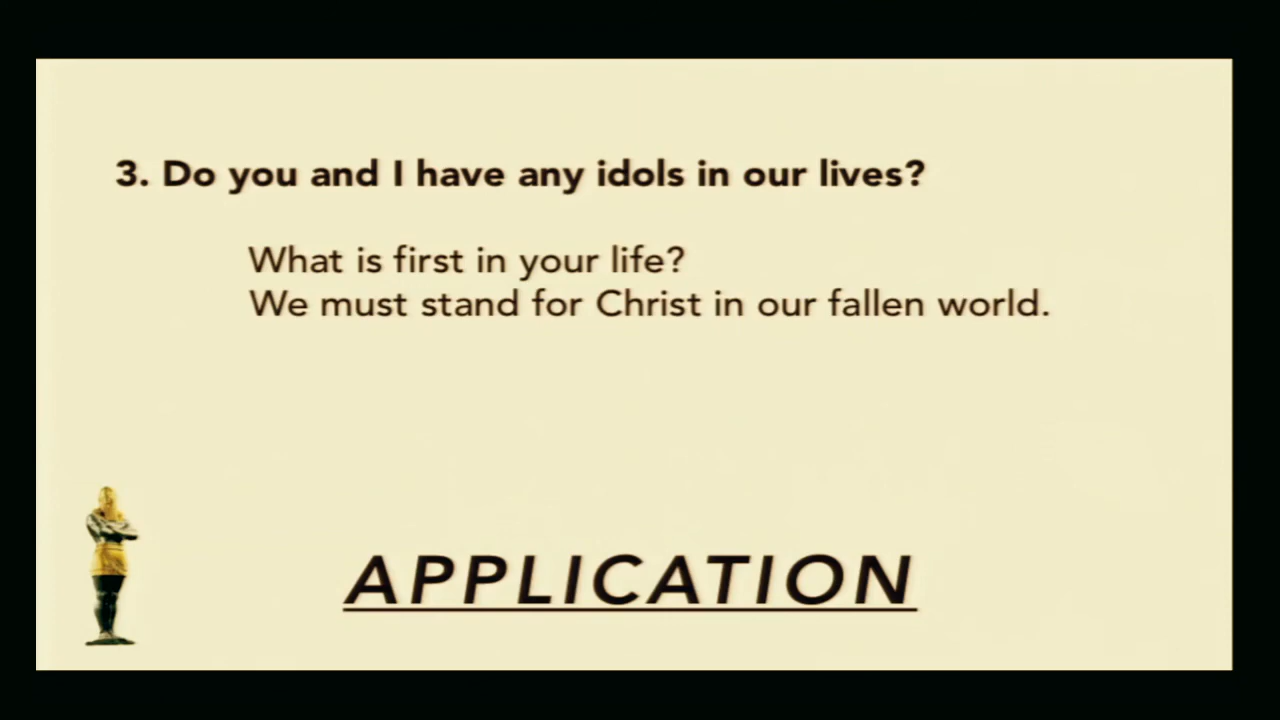 3. Do you and I have any idols in our lives?
What is first in your life?
We must stand for Christ in our fallen world.
APPLICATION